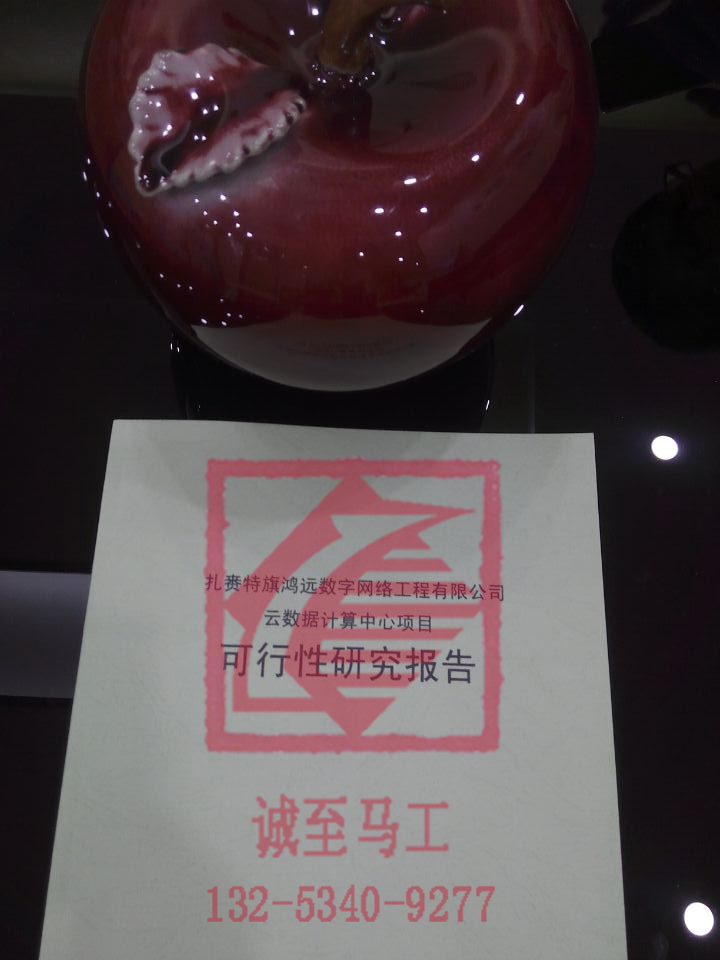 扎赉特旗鸿远数字网络工程有限公司
云数据计算中心项目
可行性研究报告
诚至马工
132-5340-9277